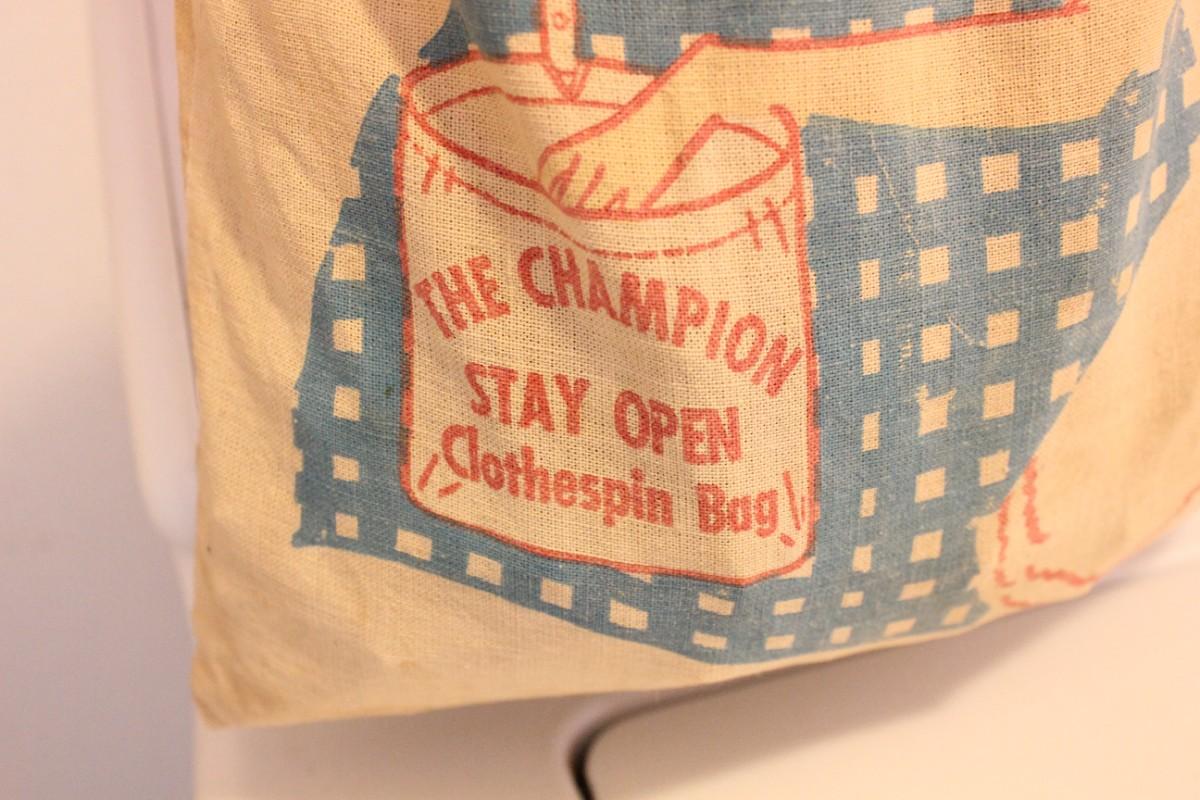 THE CHAMPION
STAY OPEN
Clothespin Bag